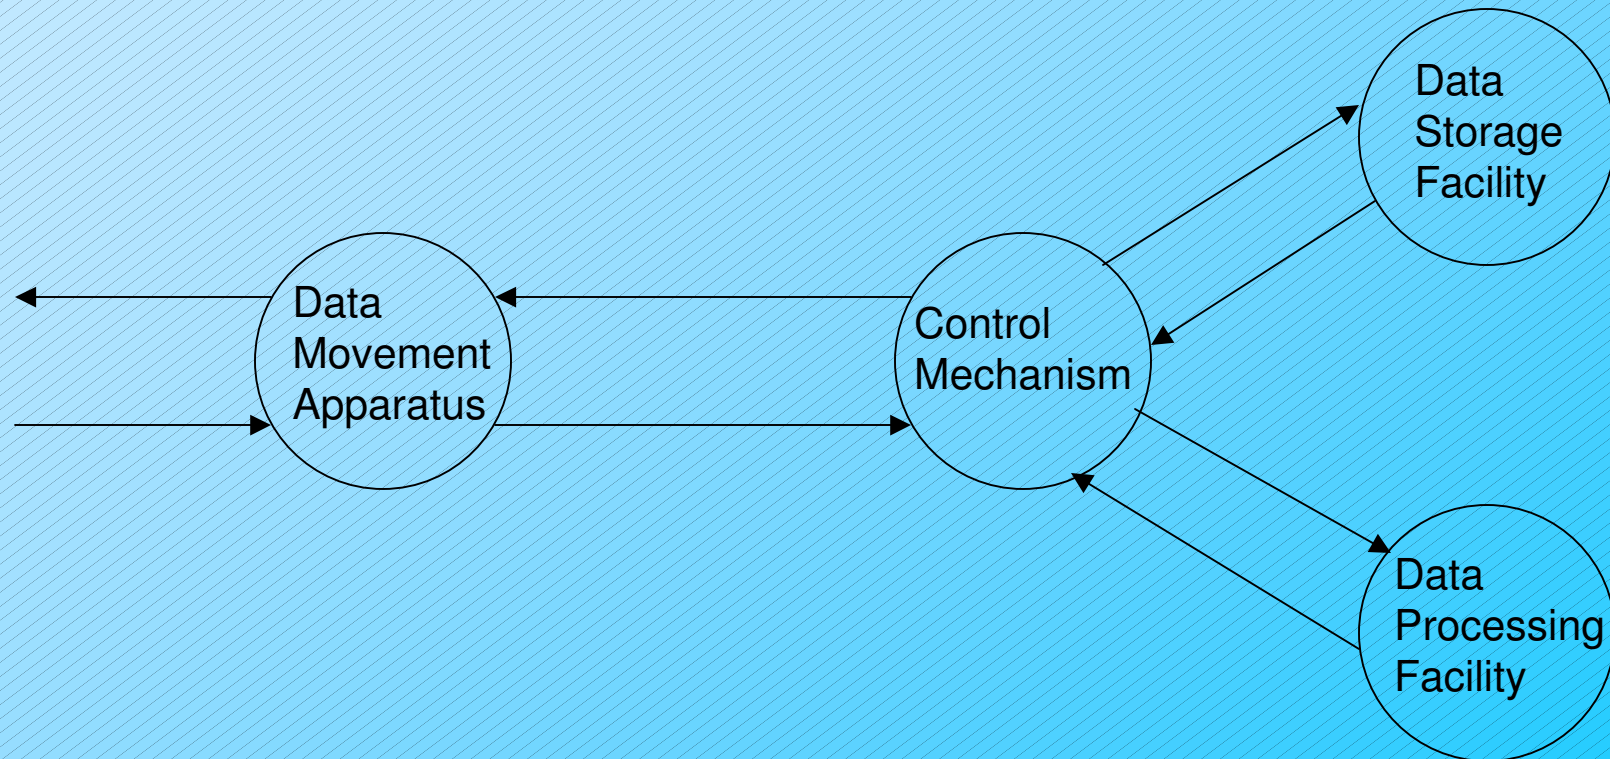 Data
Movement
Apparatus
Control
Mechanism
Data
Storage
Facility
Data
Processing
Facility